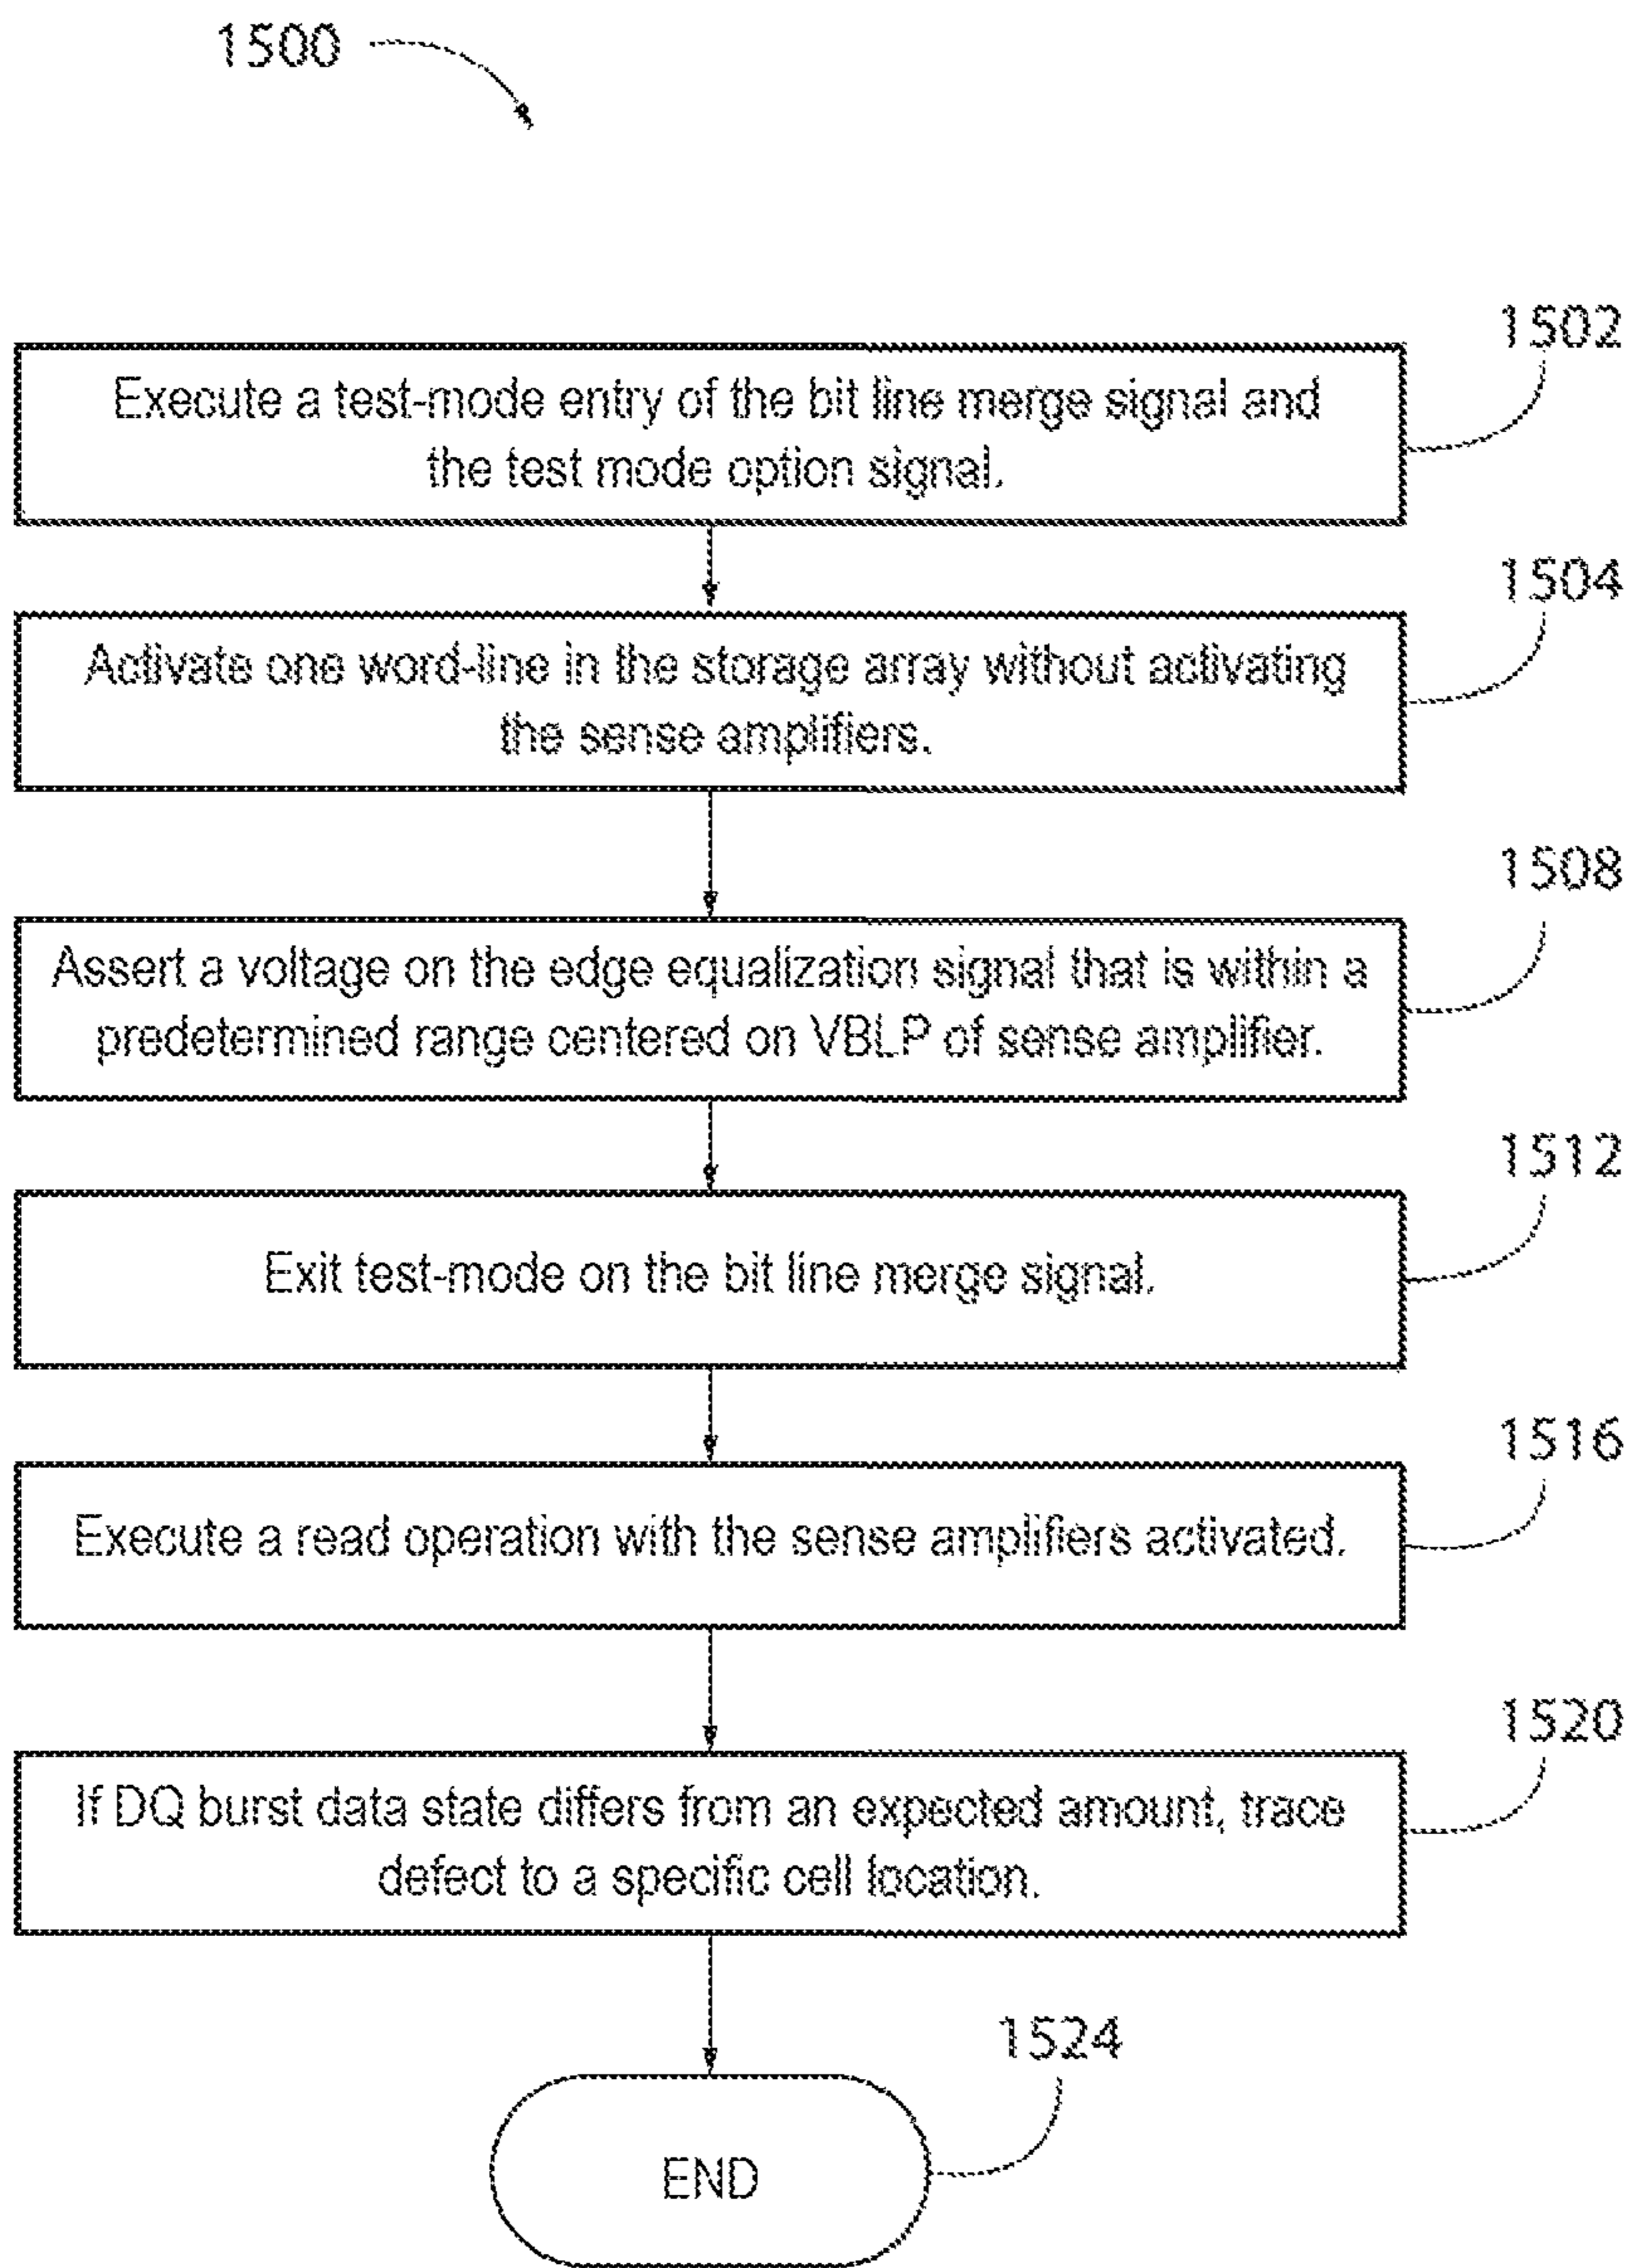 1500
1502
Execute a test-mode entry of the bit line merge signal and
the test mode option signal.
1504
Activate one word-line in the storage array without activating
the sense amplifiers.
1508
Assert a voltage on the edge equalization signal that is within a
predetermined range centered on VBLP of sense amplifier.
1512
Exit test-mode on the bit line merge signal.
1516
Execute a read operation with the sense amplifiers activated.
1520
If DQ burst data state differs from an expected amount, trace
defect to a specific cell location.
1524
END